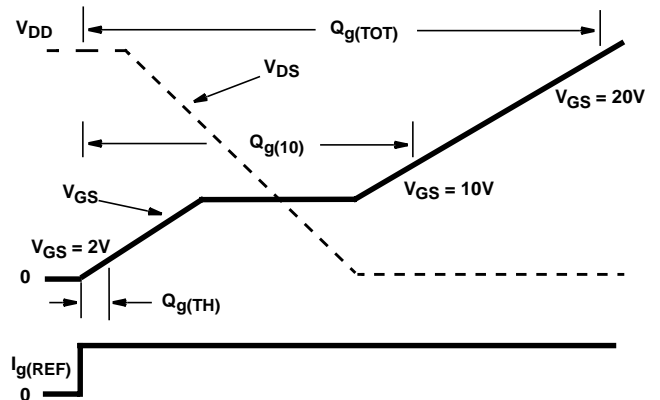 V_DD
Q_g(TOT)
V_DS
V_GS = 20V
Q_g(10)
V_GS
V_GS = 10V
V_GS = 2V
0
Q_g(TH)
I_g(REF)
0